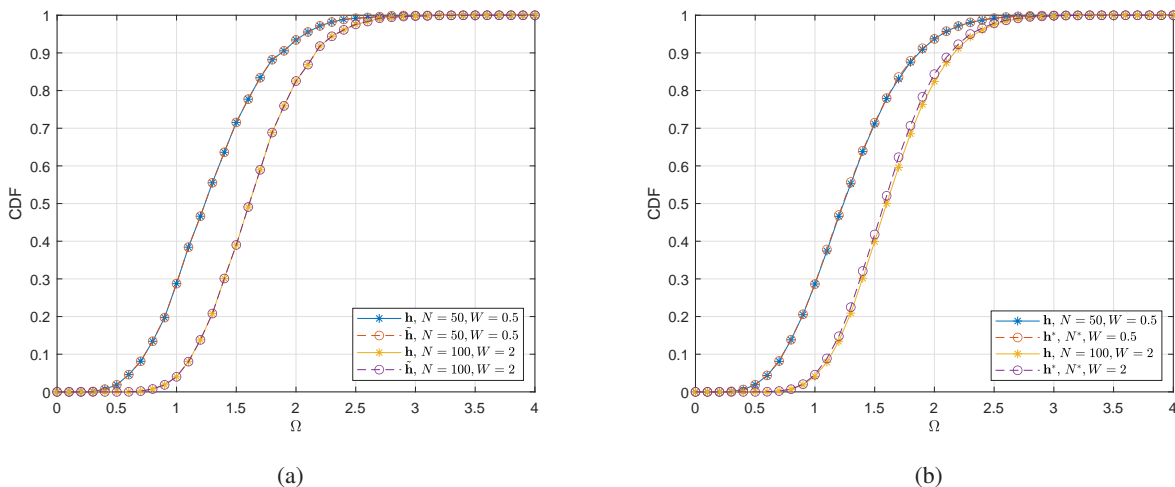 1
0.9
0.8
0.7
0.6
0.5
0.4
0.3
0.2
0.1
0
CDF
0 0.5 1 1.5 2 2.5 3 3.5 4
Ω
h, N = 50, W = 0.5
h̃, N = 50, W = 0.5
h, N = 100, W = 2
h̃, N = 100, W = 2
(a)
1
0.9
0.8
0.7
0.6
0.5
0.4
0.3
0.2
0.1
0
CDF
0 0.5 1 1.5 2 2.5 3 3.5 4
Ω
h, N = 50, W = 0.5
h*, N*, W = 0.5
h, N = 100, W = 2
h*, N*, W = 2
(b)